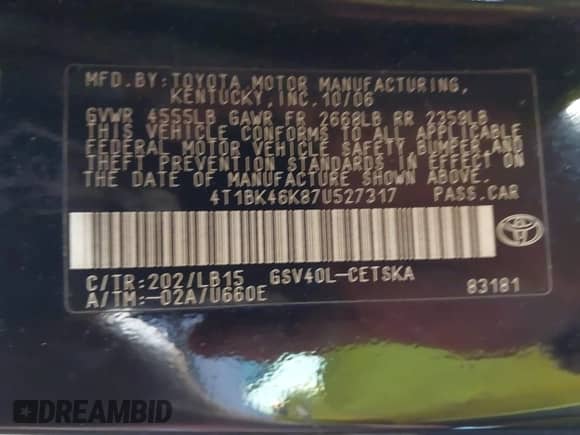 MFD. BY: TOYOTA MOTOR MANUFACTURING,
KENTUCKY, INC. 10/06
GVWR 4555LB GAWR FR 2668LB RR 2359LB
THIS VEHICLE CONFORMS TO ALL APPLICABLE
FEDERAL MOTOR VEHICLE SAFETY, BUMPER AND
THEFT PREVENTION STANDARDS IN EFFECT ON
THE DATE OF MANUFACTURE SHOWN ABOVE.
4T1BK46K87U527317 PASS.CAR
C/TR:202/LB15 GSV40L-CETSKA
A/TM:-02A/U660E 83181
DREAMBID